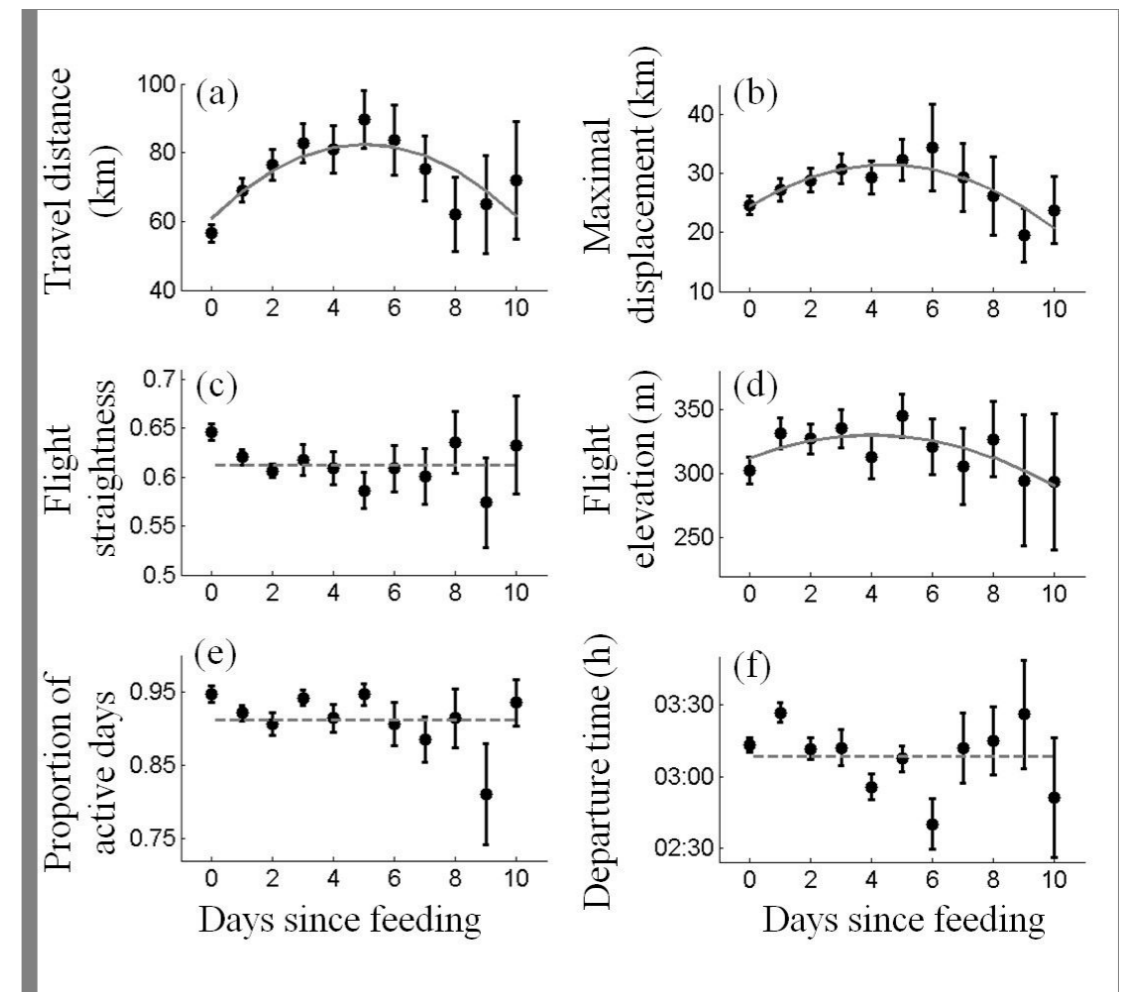 (a)
Travel distance
(km)
100
80
60
40
0 2 4 6 8 10
(b)
Maximal
displacement (km)
40
30
20
10
0 2 4 6 8 10
(c)
Flight
straightness
0.7
0.65
0.6
0.55
0.5
0 2 4 6 8 10
(d)
Flight
elevation (m)
350
300
250
0 2 4 6 8 10
(e)
Proportion of
active days
0.95
0.85
0.75
0 2 4 6 8 10
Days since feeding
(f)
Departure time (h)
03:30
03:00
02:30
0 2 4 6 8 10
Days since feeding